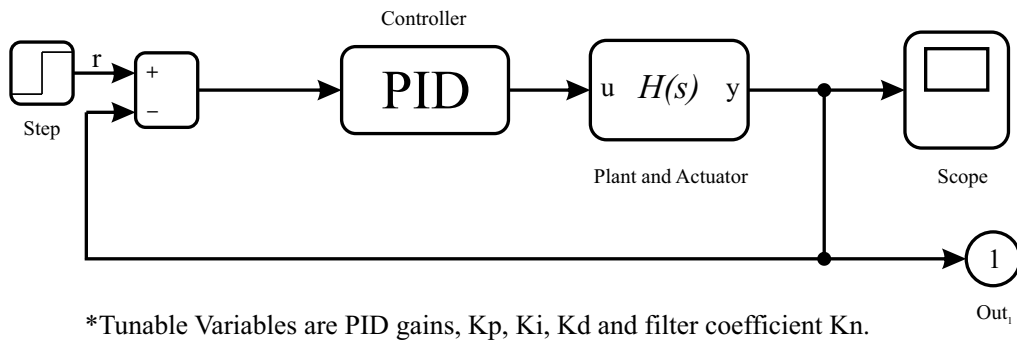 Controller
r
+
−
PID
u H(s) y
Step
Plant and Actuator
Scope
1
Out₁
*Tunable Variables are PID gains, Kp, Ki, Kd and filter coefficient Kn.